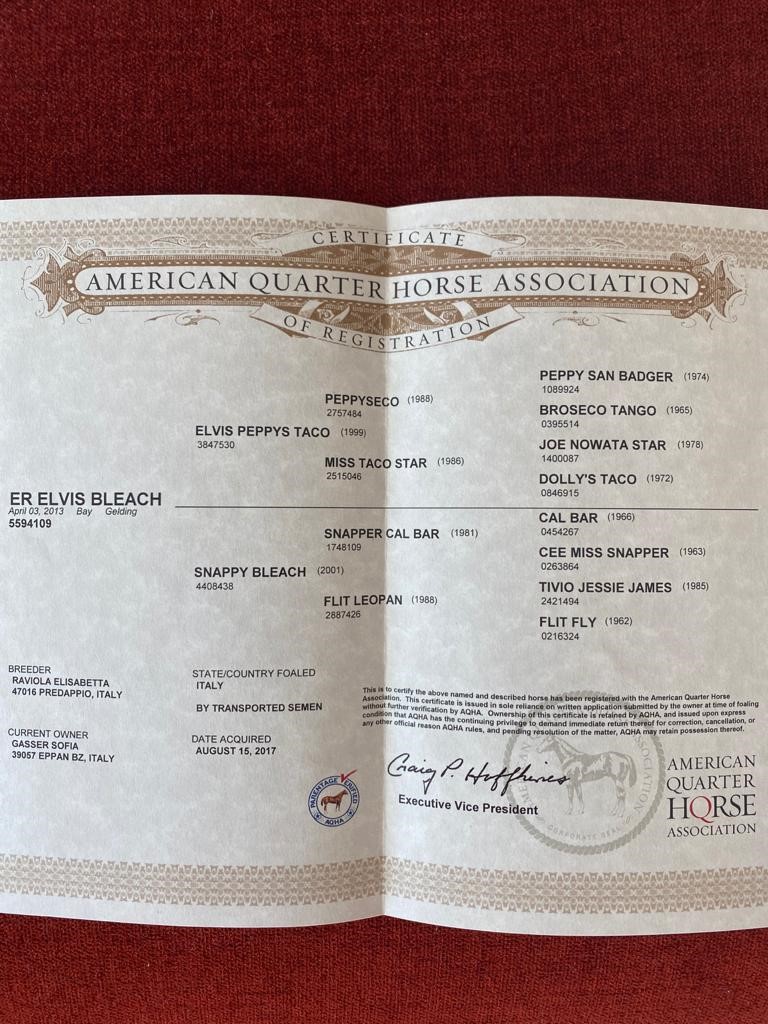 CERTIFICATE
AMERICAN QUARTER HORSE ASSOCIATION
OF REGISTRATION
PEPPY SAN BADGER (1974)
1089924
PEPPYSECO (1988)
2757484
BROSECO TANGO (1965)
0395514
ELVIS PEPPYS TACO (1999)
3847530
JOE NOWATA STAR (1978)
1400087
MISS TACO STAR (1986)
2515046
DOLLY'S TACO (1972)
0846915
ER ELVIS BLEACH
April 03, 2013 Bay Gelding
5594109
CAL BAR (1966)
0454267
SNAPPER CAL BAR (1981)
1748109
CEE MISS SNAPPER (1963)
0263864
SNAPPY BLEACH (2001)
4408438
TIVIO JESSIE JAMES (1985)
2421494
FLIT LEOPAN (1988)
2887426
FLIT FLY (1962)
0216324
BREEDER
RAVIOLA ELISABETTA
47016 PREDAPPIO, ITALY
STATE/COUNTRY FOALED
ITALY
BY TRANSPORTED SEMEN
CURRENT OWNER
GASSER SOFIA
39057 EPPAN BZ, ITALY
DATE ACQUIRED
AUGUST 15, 2017
This is to certify the above named and described horse has been registered with the American Quarter Horse
Association. This certificate is issued in sole reliance on written application submitted by the owner at time of foaling
without further verification by AQHA. Ownership of this certificate is retained by AQHA, and issued upon express
condition that AQHA has the continuing privilege to demand immediate return thereof for correction, cancellation, or
any other official reason AQHA rules, and pending resolution of the matter, AQHA may retain possession thereof.
PARENTAGE VERIFIED
AQHA
Craig P. Huffhines
Executive Vice President
CORPORATE SEAL
AMERICAN
QUARTER
HORSE
ASSOCIATION